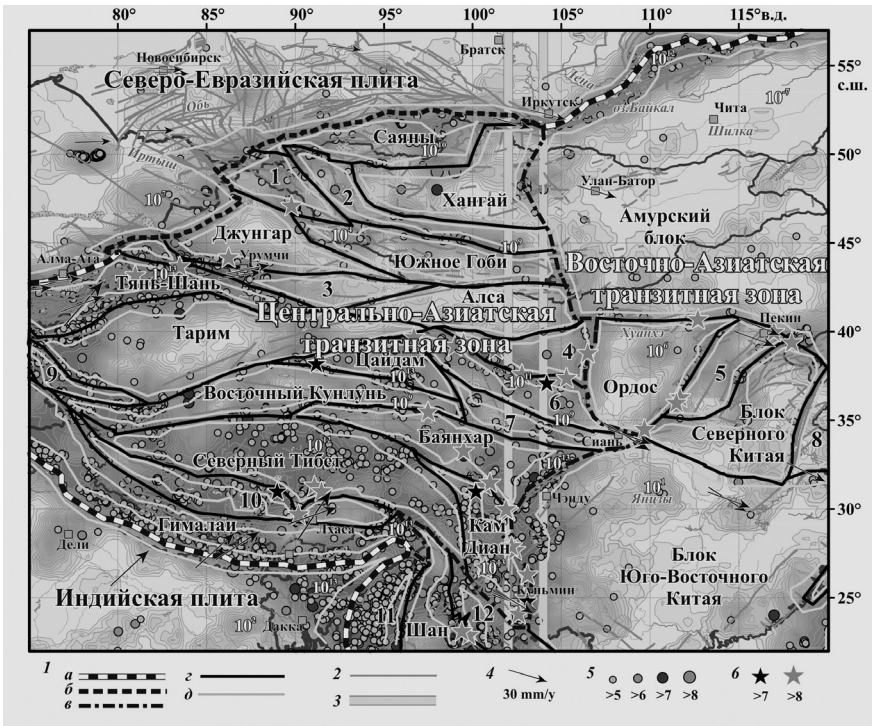 80° 85° 90° 95° 100° 105° 110° 115°в.д.
Новосибирск
Братск
Северо-Евразийская плита
Лена
55°
с.ш.
Обь
Иркутск
оз.Байкал
Чита
Шилка
Саяны
Иртыш
50°
1
2
Хангай
Улан-Батор
Амурский
блок
Джунгар
45°
Алма-Ата
Урумчи
Южное Гоби
Восточно-Азиатская
транзитная зона
Тянь-Шань
3
Алса
Центрально-Азиатская
транзитная зона
Тарим
Хуанхэ
Пекин
40°
Цайдам
4
5
9
Восточный Кунлунь
6
Ордос
7
Баянхар
Блок
Северного
Китая
8
35°
Сиань
Северный Тибет
10
Чэнду
Янцзы
30°
Гималаи
Лхаса
Кам
Диан
Дели
Блок
Юго-Восточного
Китая
Индийская плита
Куньмин
25°
Дакка
11
Шан
12
1
а
б
в
г
д
2
3
4
30 mm/y
5
>5 >6 >7 >8
6
>7 >8